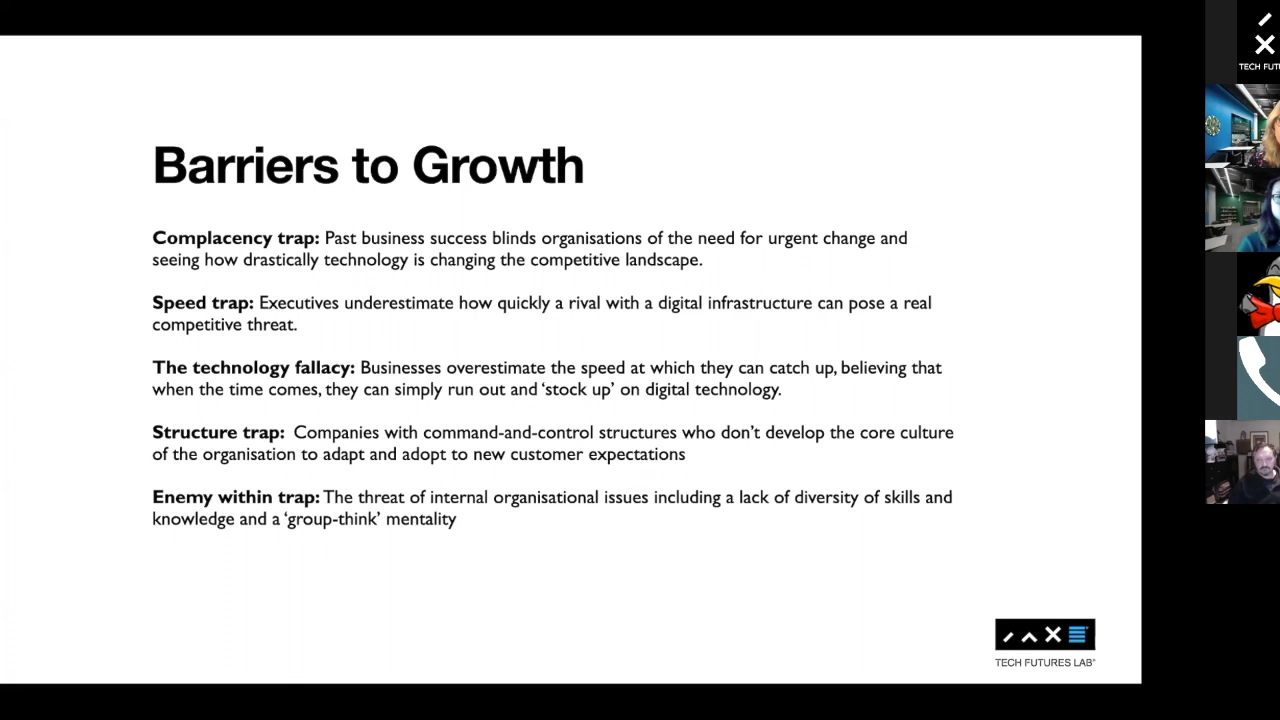 Barriers to Growth
Complacency trap: Past business success blinds organisations of the need for urgent change and
seeing how drastically technology is changing the competitive landscape.
Speed trap: Executives underestimate how quickly a rival with a digital infrastructure can pose a real
competitive threat.
The technology fallacy: Businesses overestimate the speed at which they can catch up, believing that
when the time comes, they can simply run out and ‘stock up’ on digital technology.
Structure trap:  Companies with command-and-control structures who don’t develop the core culture
of the organisation to adapt and adopt to new customer expectations
Enemy within trap: The threat of internal organisational issues including a lack of diversity of skills and
knowledge and a ‘group-think’ mentality
TECH FUTURES LAB
TECH FUT